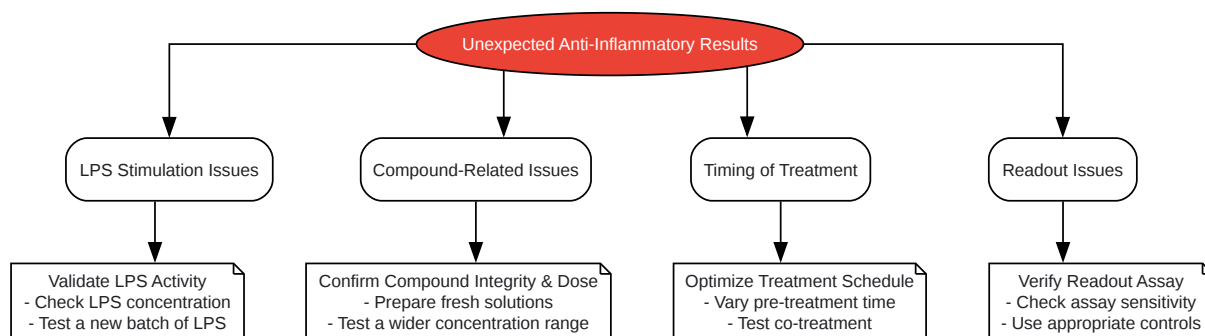 Unexpected Anti-Inflammatory Results
LPS Stimulation Issues
Compound-Related Issues
Timing of Treatment
Readout Issues
Validate LPS Activity
- Check LPS concentration
- Test a new batch of LPS
Confirm Compound Integrity & Dose
- Prepare fresh solutions
- Test a wider concentration range
Optimize Treatment Schedule
- Vary pre-treatment time
- Test co-treatment
Verify Readout Assay
- Check assay sensitivity
- Use appropriate controls